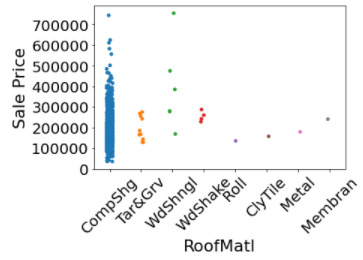 Sale Price
700000
600000
500000
400000
300000
200000
100000
0
CompShg
Tar&Grv
WdShngl
WdShake
Roll
ClyTile
Metal
Membran
RoofMatl